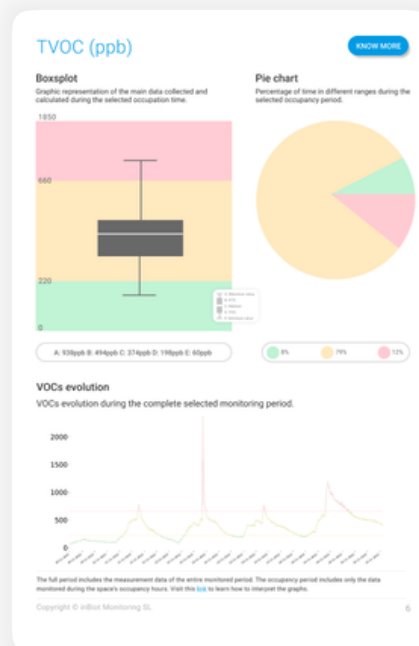 TVOC (ppb)
KNOW MORE
Boxsplot
Graphic representation of the main data collected and
calculated during the selected occupation time.
Pie chart
Percentage of time in different ranges during the
selected occupancy period.
1850
660
220
0
A: 938ppb B: 494ppb C: 374ppb D: 198ppb E: 60ppb
8%
79%
12%
VOCs evolution
VOCs evolution during the complete selected monitoring period.
2000
1500
1000
500
0
The full period includes the measurement data of the entire monitored period. The occupancy period includes only the data
monitored during the space's occupancy hours. Visit this link to learn how to interpret the graphs.
Copyright © inBiot Monitoring SL
6